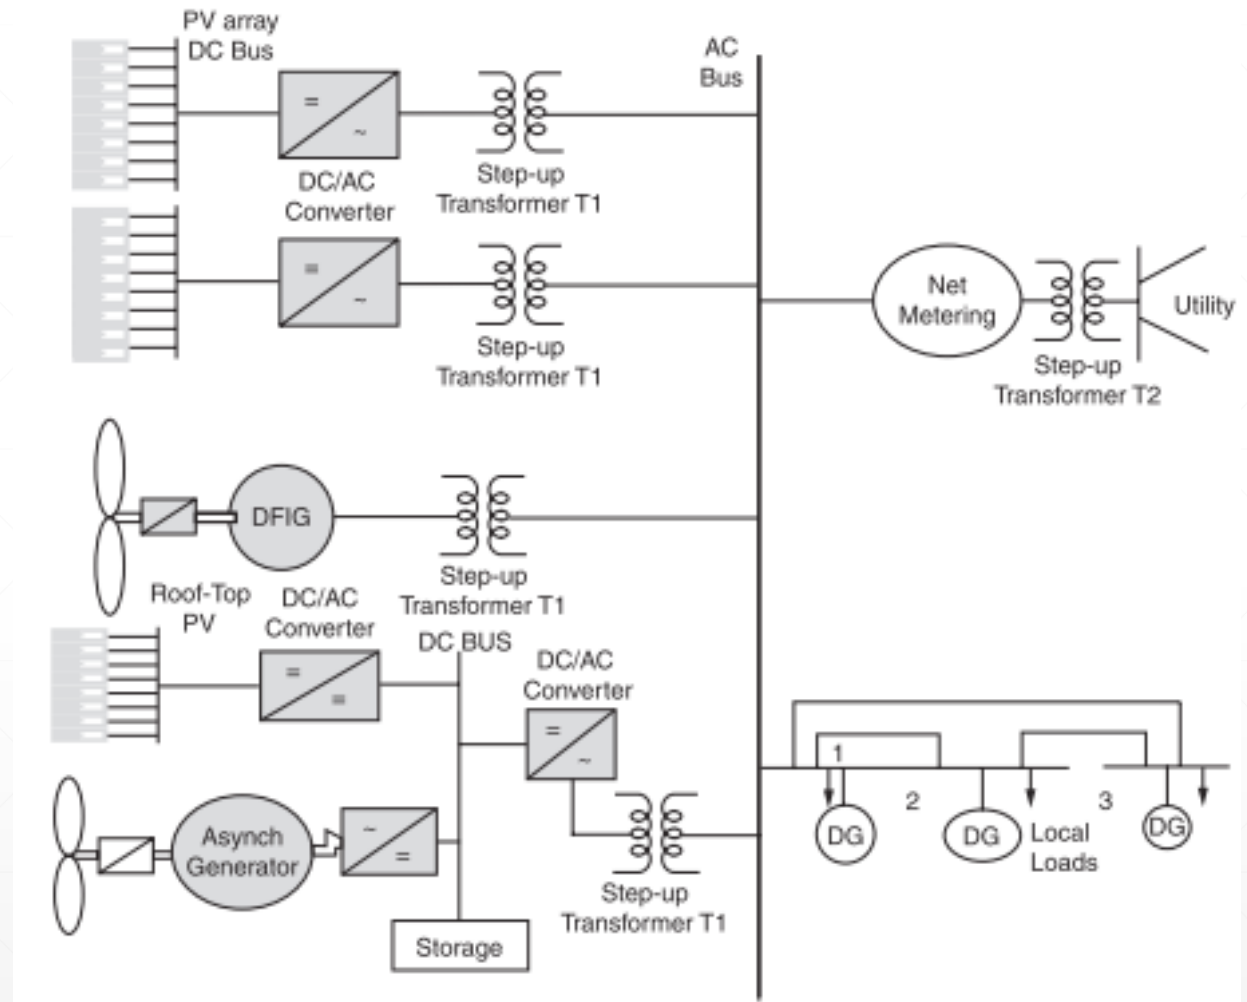 PV array
DC Bus
=
~
DC/AC
Converter
Step-up
Transformer T1
AC
Bus
=
~
Step-up
Transformer T1
Net
Metering
Utility
Step-up
Transformer T2
DFIG
Step-up
Transformer T1
Roof-Top
PV
DC/AC
Converter
=
=
DC BUS
DC/AC
Converter
=
~
Asynch
Generator
~
=
Step-up
Transformer T1
Storage
1
2
3
DG
DG
Local
Loads
DG